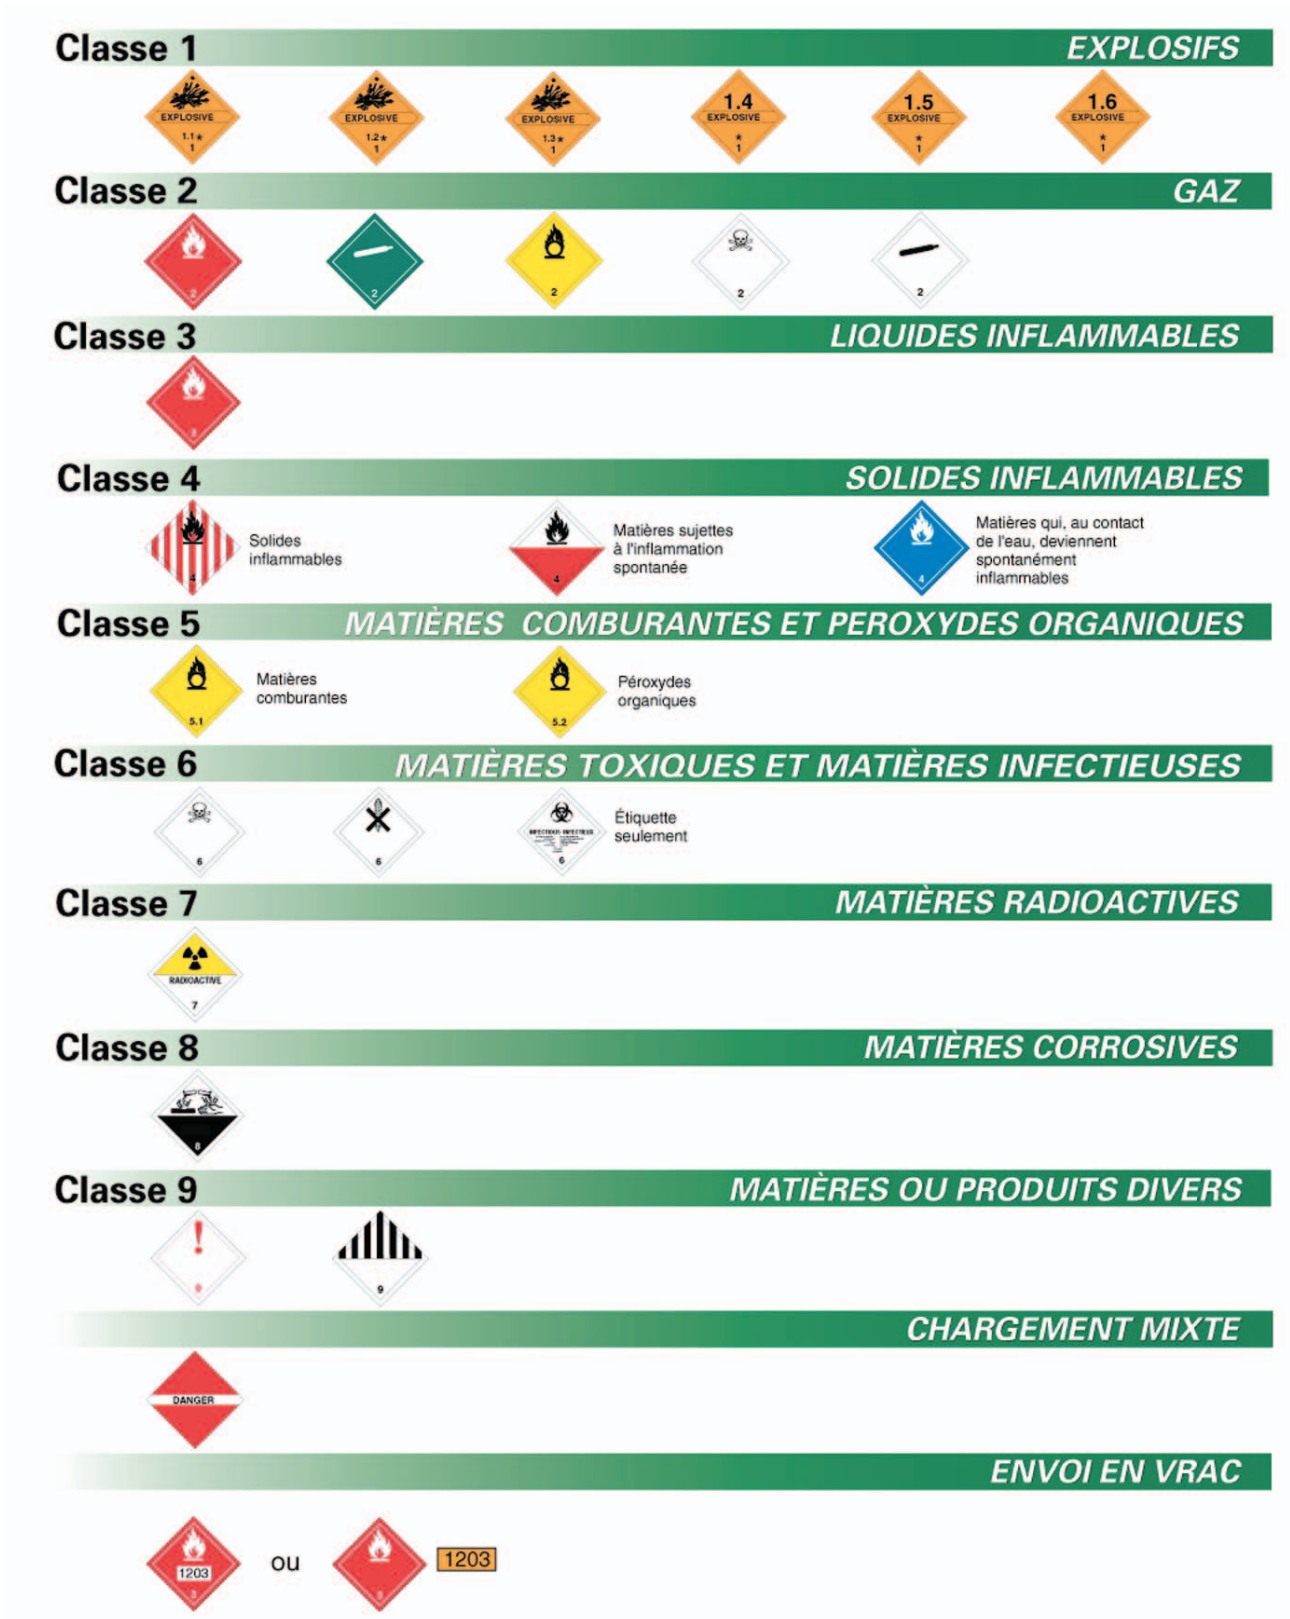 Classe 1 EXPLOSIFS
EXPLOSIVE EXPLOSIVE EXPLOSIVE 1.4 1.5 1.6
1.1* 1.2* 1.3* EXPLOSIVE EXPLOSIVE EXPLOSIVE
* * *
1 1 1 1 1 1
Classe 2 GAZ
2 2 2 2 2
Classe 3 LIQUIDES INFLAMMABLES
3
Classe 4 SOLIDES INFLAMMABLES
Solides
inflammables
4
Matières sujettes
à l'inflammation
spontanée
4
Matières qui, au contact
de l'eau, deviennent
spontanément
inflammables
4
Classe 5 MATIÈRES COMBURANTES ET PEROXYDES ORGANIQUES
Matières
comburantes
5.1
Péroxydes
organiques
5.2
Classe 6 MATIÈRES TOXIQUES ET MATIÈRES INFECTIEUSES
6 6
INFECTIOUS INFECTIEUX
6
Étiquette
seulement
Classe 7 MATIÈRES RADIOACTIVES
RADIOACTIVE
7
Classe 8 MATIÈRES CORROSIVES
8
Classe 9 MATIÈRES OU PRODUITS DIVERS
!
9
CHARGEMENT MIXTE
DANGER
ENVOI EN VRAC
1203 ou 1203
3